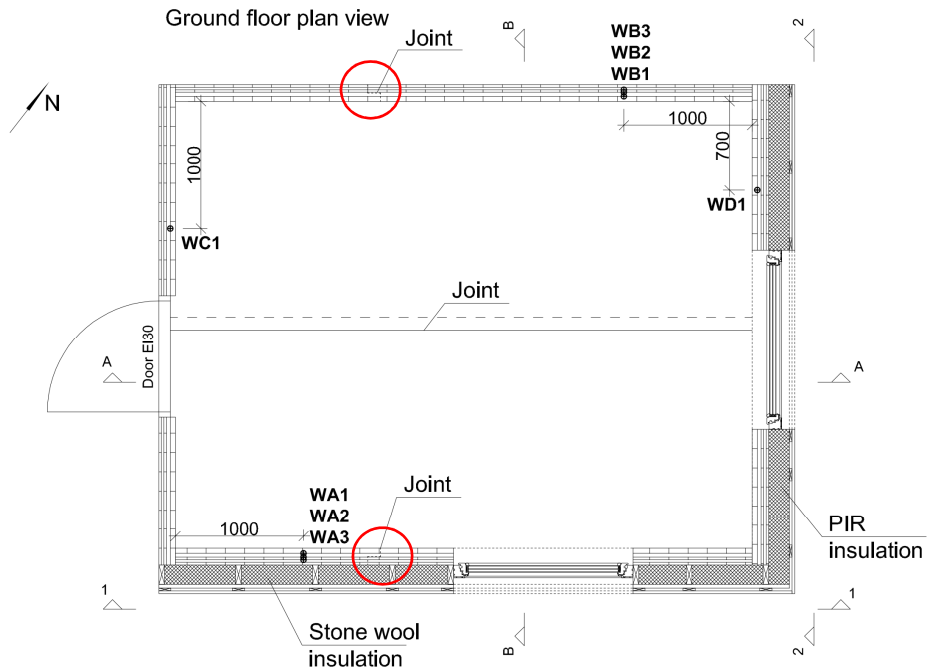 Ground floor plan view
Joint
B
2
WB3
WB2
WB1
N
1000
1000
700
WD1
WC1
Joint
Door EI30
A
A
Joint
WA1
WA2
WA3
1000
PIR
insulation
1
1
Stone wool
insulation
B
2